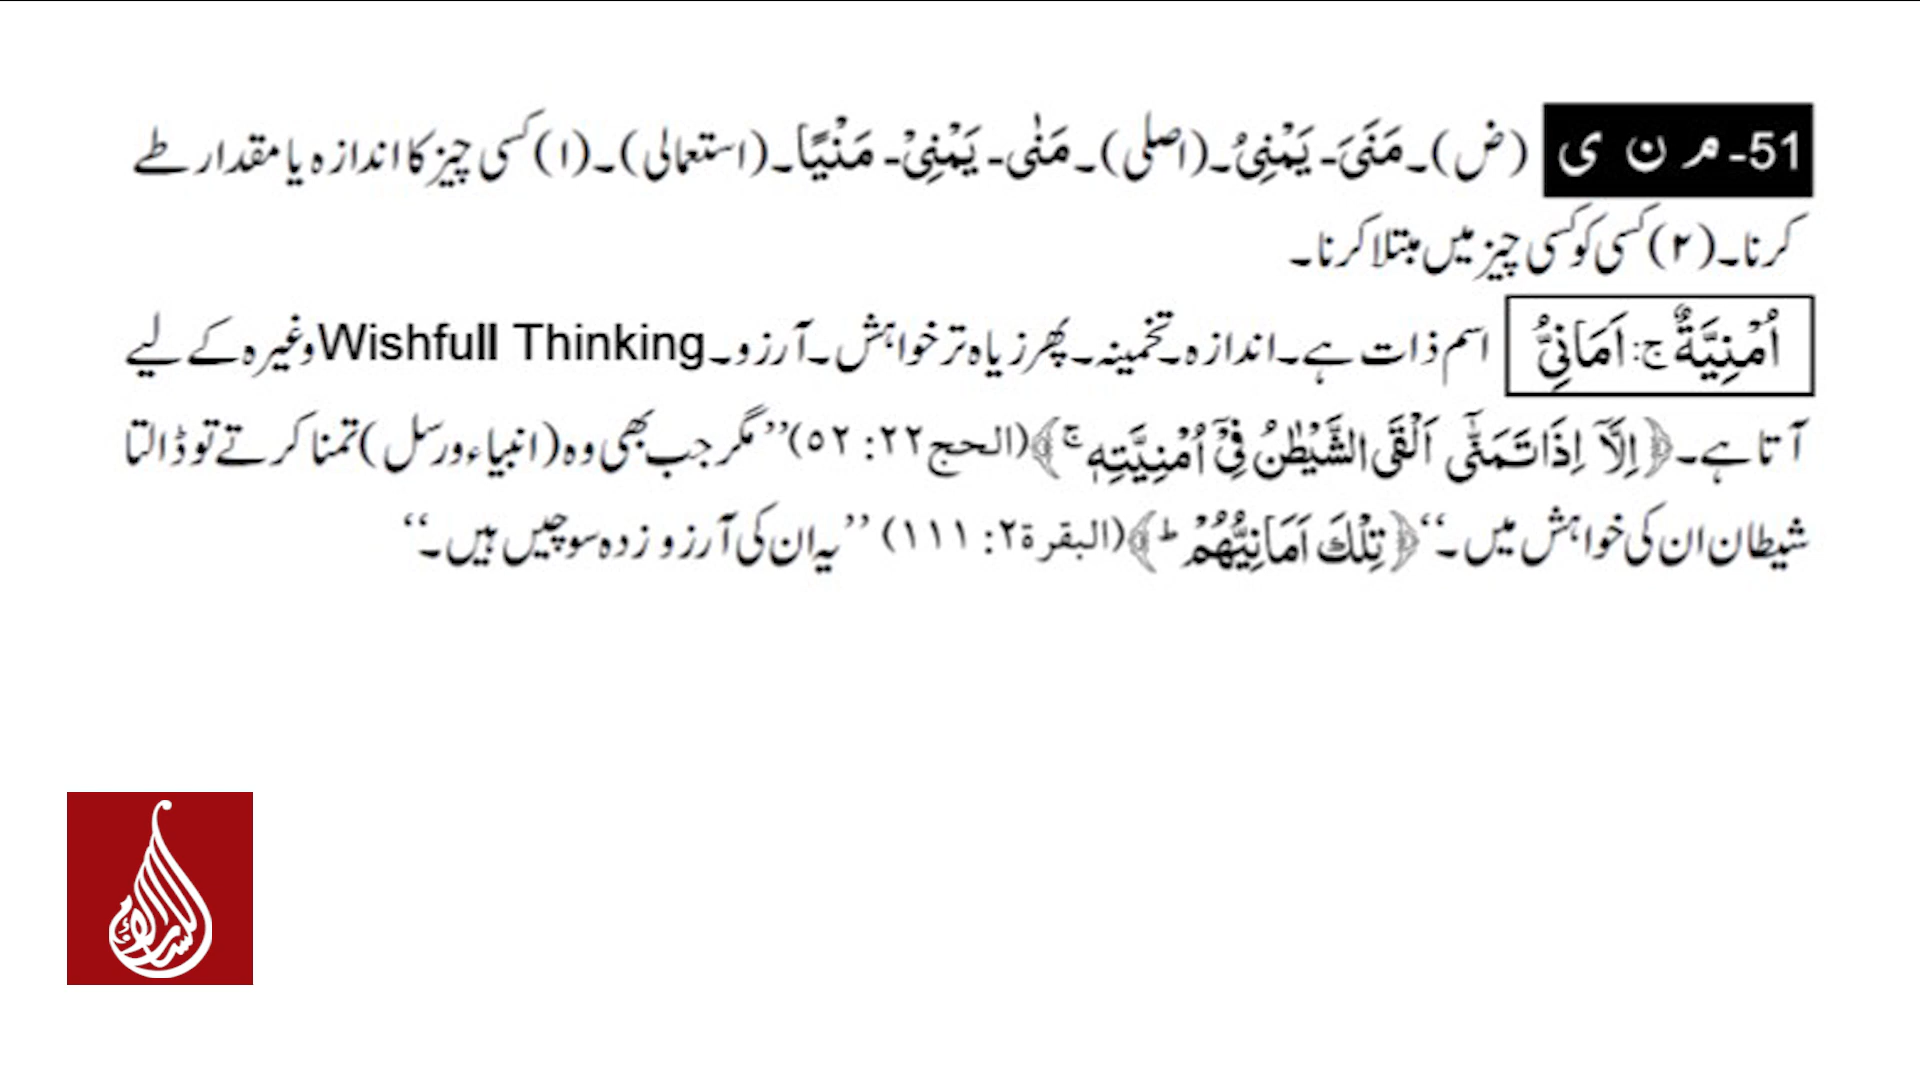 51- م ن ی (ض)۔ مَنَیَ۔ یَمْنِیُ۔ (اصلی)۔ مَنٰی۔ یَمْنِیْ۔ مَنْیًا۔ (استعمالی)۔ (۱) کسی چیز کا اندازہ یا مقدار طے
کرنا۔ (۲) کسی کو کسی چیز میں مبتلا کرنا۔
اُمْنِیَّةٌ ج: اَمَانِیُّ اسم ذات ہے۔ اندازہ۔ تخمینہ۔ پھر زیاہ تر خواہش۔ آرزو۔ Wishfull Thinking وغیرہ کے لیے
آتا ہے۔ ﴿اِلَّآ اِذَا تَمَنّٰٓی اَلْقَی الشَّیْطٰنُ فِیْٓ اُمْنِیَّتِهٖ ۚ﴾ (الحج ۲۲: ۵۲) ”مگر جب بھی وہ (انبیاء ورسل) تمنا کرتے تو ڈالتا
شیطان ان کی خواہش میں۔“ ﴿تِلْکَ اَمَانِیُّهُمْ ؕ﴾ (البقرۃ ۲: ۱۱۱) ”یہ ان کی آرزو زدہ سوچیں ہیں۔“